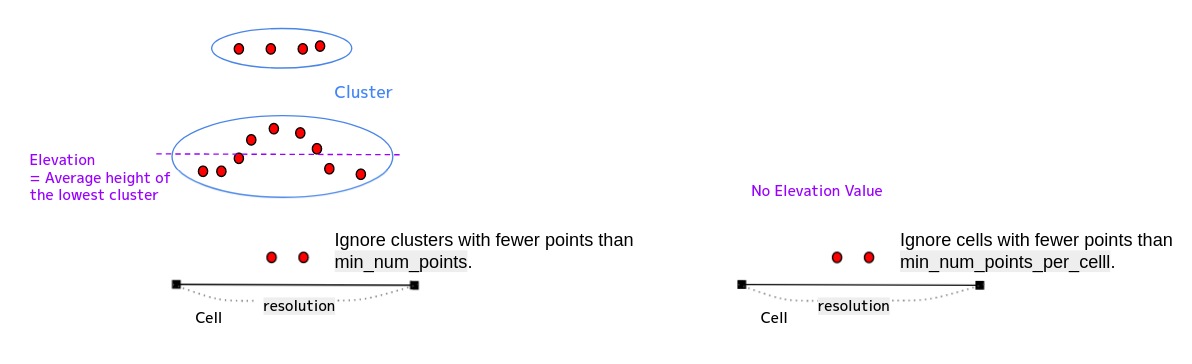 Cluster
Elevation
= Average height of
the lowest cluster
Ignore clusters with fewer points than
min_num_points.
resolution
Cell
No Elevation Value
Ignore cells with fewer points than
min_num_points_per_celll.
resolution
Cell